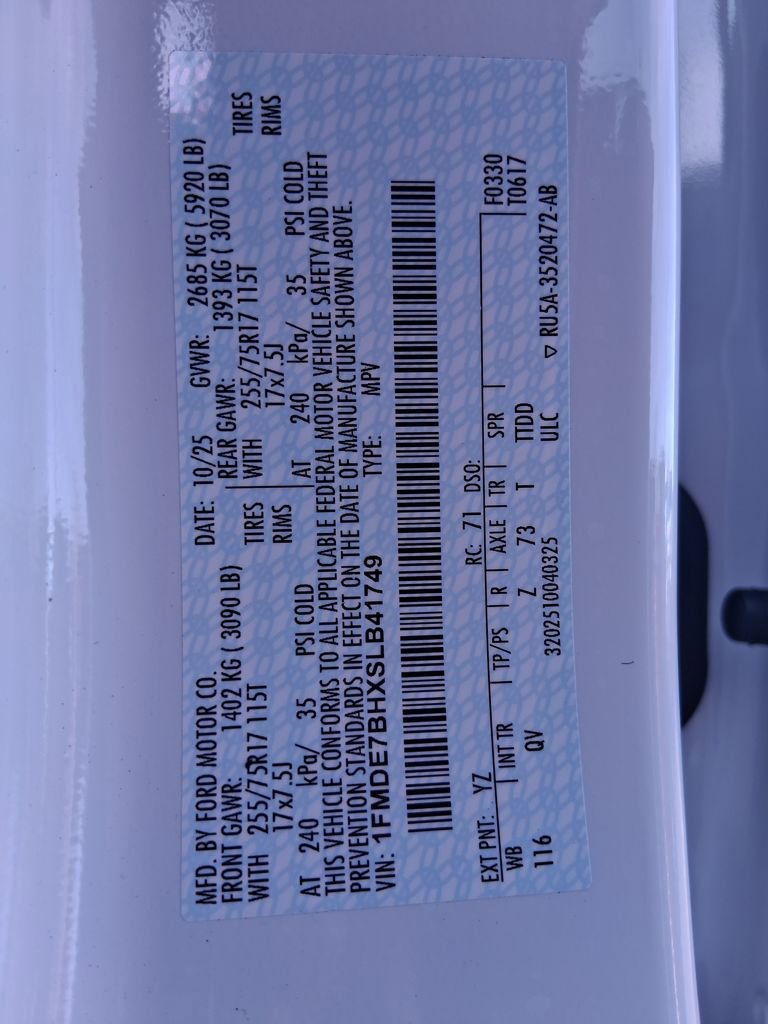 MFD. BY FORD MOTOR CO. DATE: 10/25 GVWR: 2685 KG ( 5920 LB)
FRONT GAWR: 1402 KG ( 3090 LB) REAR GAWR: 1393 KG ( 3070 LB)
WITH 255/75R17 115T TIRES WITH 255/75R17 115T TIRES
17x7.5J RIMS 17x7.5J RIMS
AT 240 kPa/ 35 PSI COLD AT 240 kPa/ 35 PSI COLD
THIS VEHICLE CONFORMS TO ALL APPLICABLE FEDERAL MOTOR VEHICLE SAFETY AND THEFT
PREVENTION STANDARDS IN EFFECT ON THE DATE OF MANUFACTURE SHOWN ABOVE.
VIN: 1FMDE7BHXSLB41749 TYPE: MPV
EXT PNT: YZ RC: 71 DSO: F0330
WB INT TR TP/PS R AXLE TR SPR T0617
116 QV Z 73 T TTDD
3202510040325 ULC ▽ RU5A-3520472-AB